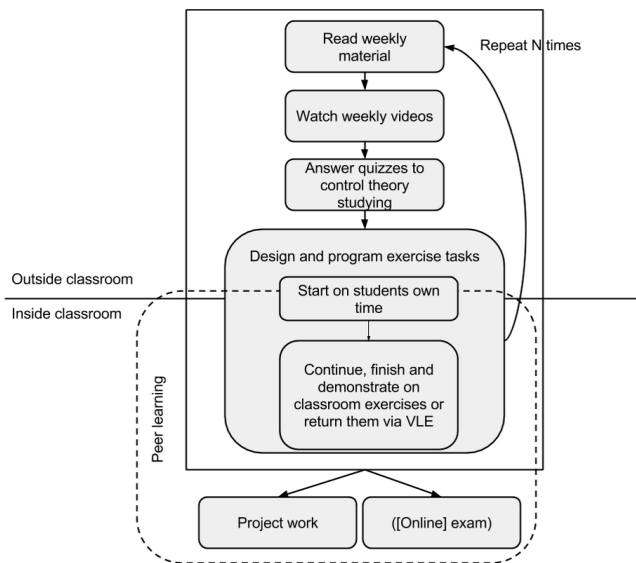 Read weekly
material
Repeat N times
Watch weekly videos
Answer quizzes to
control theory
studying
Design and program exercise tasks
Outside classroom
Start on students own
time
Inside classroom
Continue, finish and
demonstrate on
classroom exercises or
return them via VLE
Peer learning
Project work
([Online] exam)